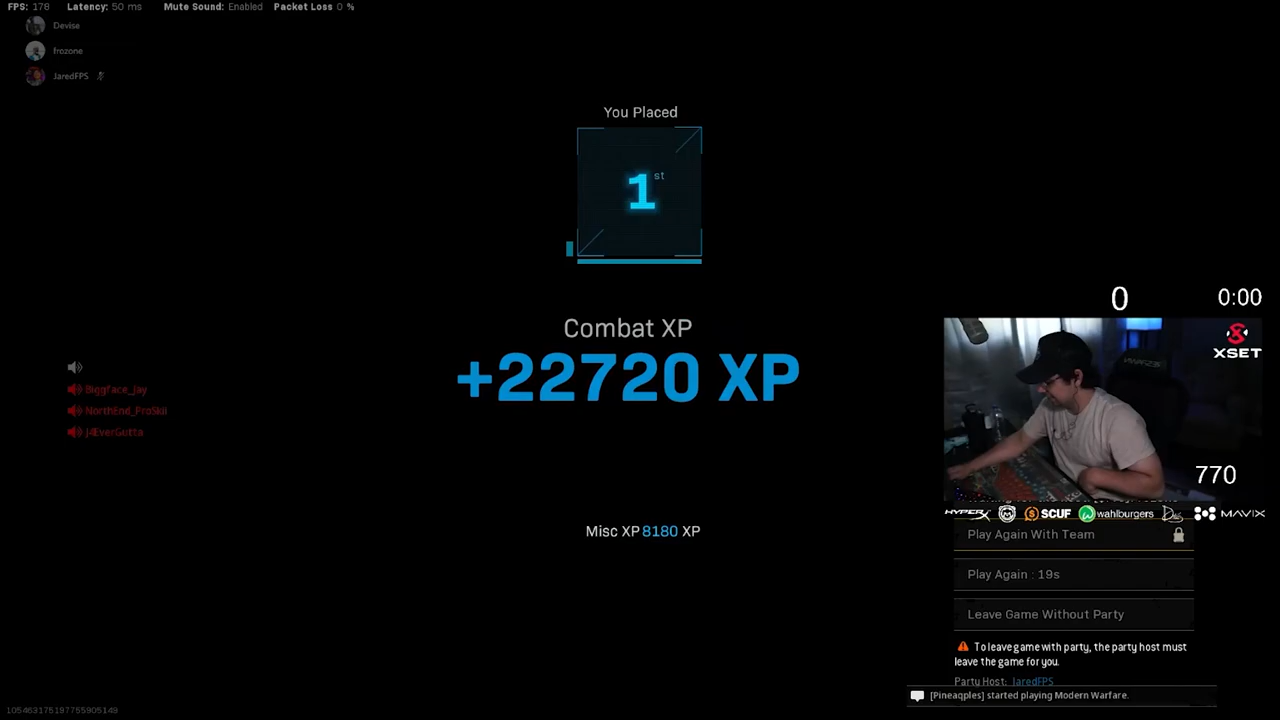 FPS: 178 Latency: 50 ms Mute Sound: Enabled Packet Loss 0 %
Devise
frozone
JaredFPS
You Placed
1st
Combat XP
+22720 XP
Misc XP 8180 XP
Biggface_Jay
NorthEnd_ProSkii
J4EverGutta
0 0:00
XSET
770
HYPERX SCUF wahlburgers MAVIX
Play Again With Team
Play Again : 19s
Leave Game Without Party
To leave game with party, the party host must
leave the game for you.
Party Host: JaredFPS
[Pineaqples] started playing Modern Warfare.